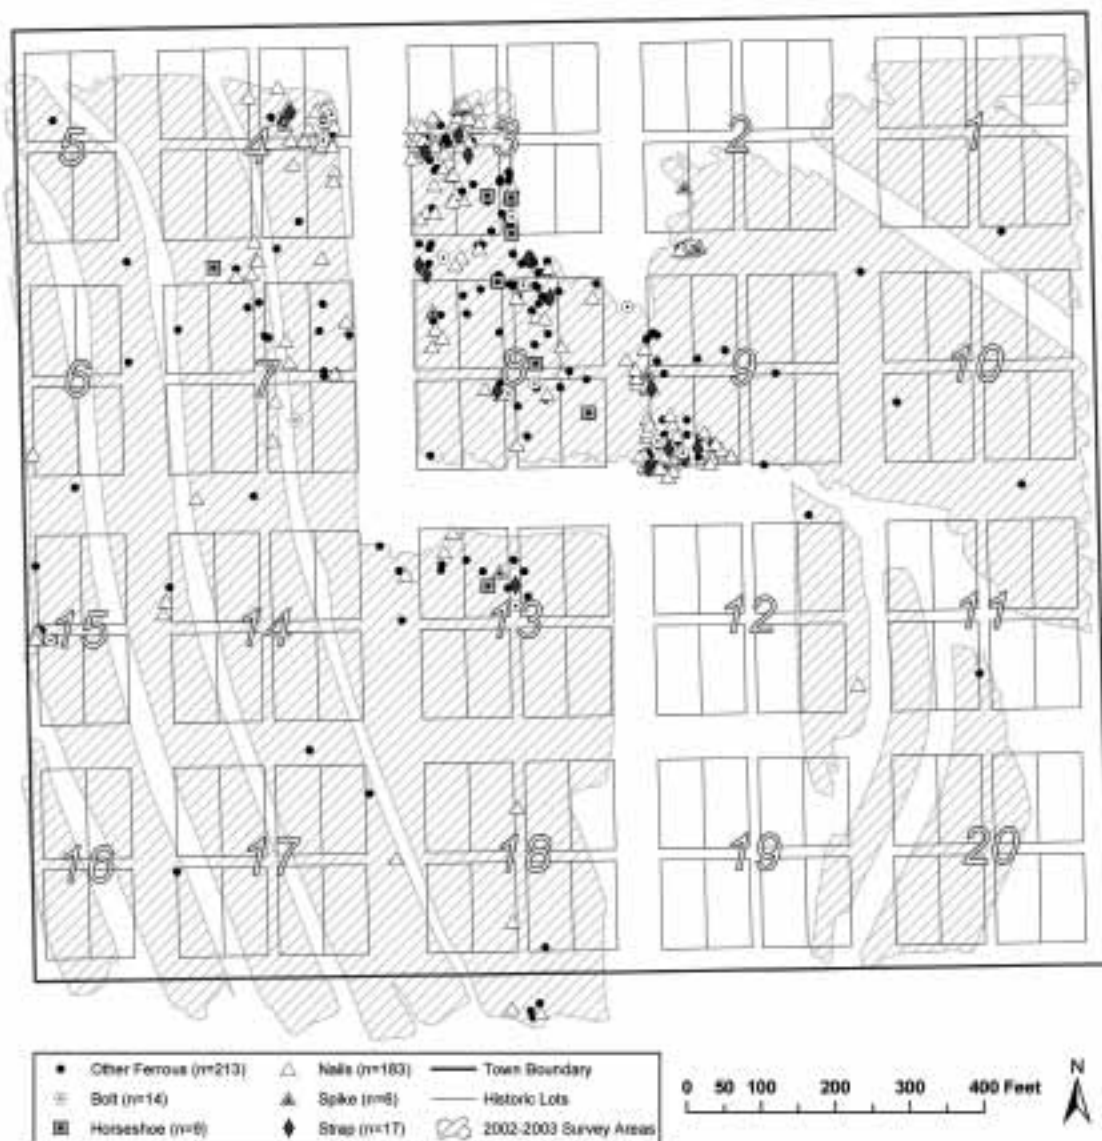 5 4 3 2 1
6 7 8 9 10
15 14 13 12 11
16 17 18 19 20
Other Ferrous (n=213) Nails (n=183) Town Boundary
Bolt (n=14) Spike (n=6) Historic Lots
Horseshoe (n=9) Strap (n=17) 2002-2003 Survey Areas
0 50 100 200 300 400 Feet
N